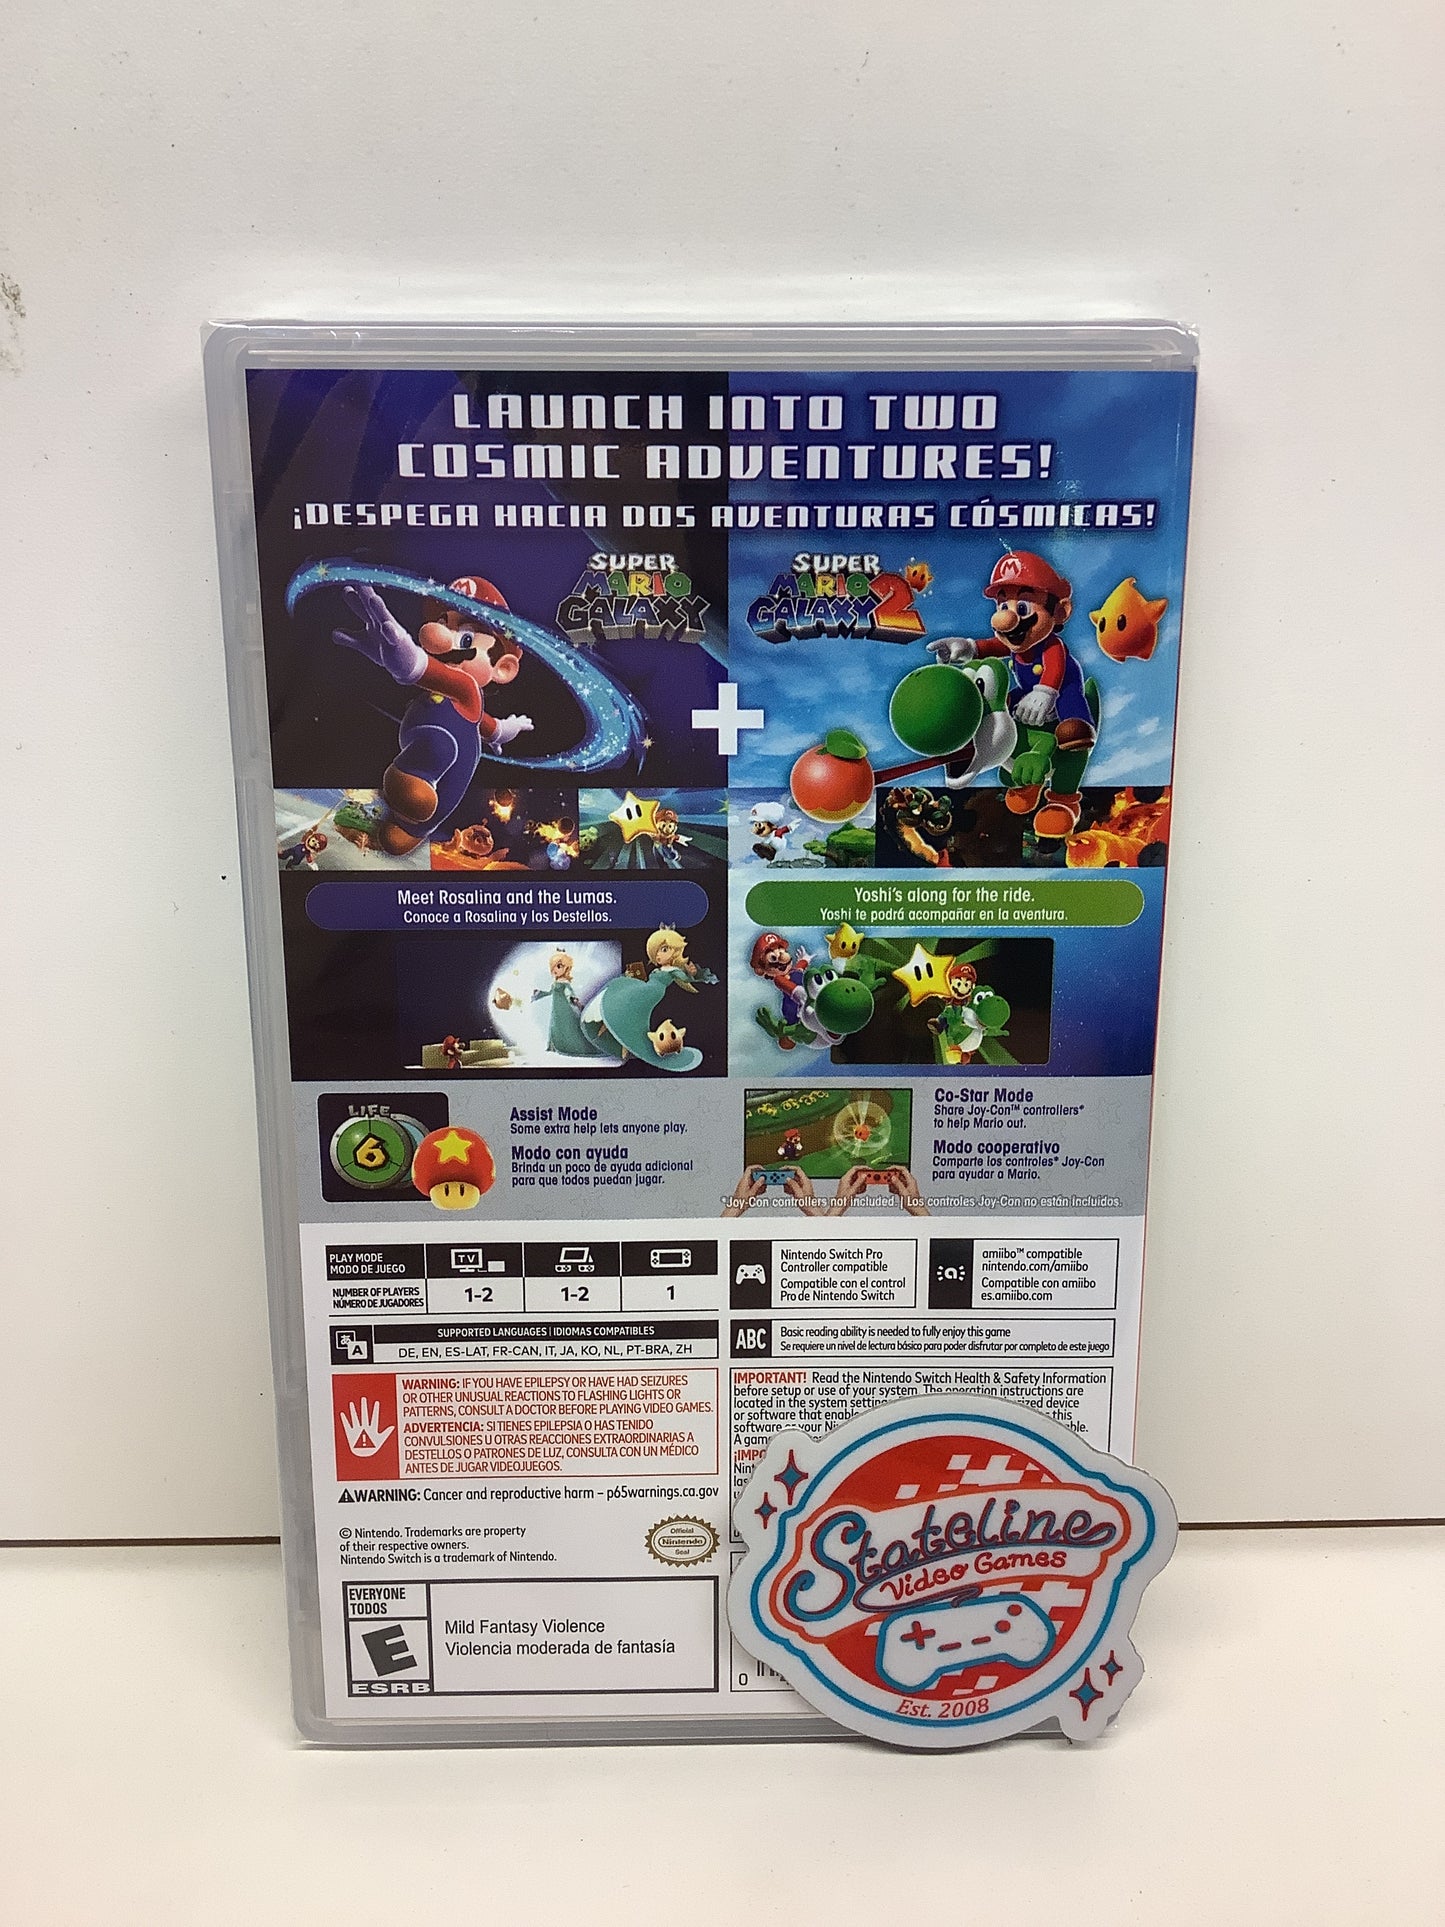 LAUNCH INTO TWO
COSMIC ADVENTURES!
¡DESPEGA HACIA DOS AVENTURAS CÓSMICAS!
SUPER
MARIO
GALAXY
SUPER
MARIO
GALAXY 2
+
Meet Rosalina and the Lumas.
Conoce a Rosalina y los Destellos.
Yoshi's along for the ride.
Yoshi te podrá acompañar en la aventura.
LIFE
6
Assist Mode
Some extra help lets anyone play.
Modo con ayuda
Brinda un poco de ayuda adicional
para que todos puedan jugar.
Co-Star Mode
Share Joy-Con™ controllers*
to help Mario out.
Modo cooperativo
Comparte los controles* Joy-Con
para ayudar a Mario.
*Joy-Con controllers not included. | Los controles Joy-Con no están incluidos.
PLAY MODE
MODO DE JUEGO
TV
NUMBER OF PLAYERS
NÚMERO DE JUGADORES
1-2
1-2
1
Nintendo Switch Pro
Controller compatible
Compatible con el control
Pro de Nintendo Switch
amiibo™ compatible
nintendo.com/amiibo
Compatible con amiibo
es.amiibo.com
SUPPORTED LANGUAGES | IDIOMAS COMPATIBLES
DE, EN, ES-LAT, FR-CAN, IT, JA, KO, NL, PT-BRA, ZH
ABC
Basic reading ability is needed to fully enjoy this game
Se requiere un nivel de lectura básico para poder disfrutar por completo de este juego
WARNING: IF YOU HAVE EPILEPSY OR HAVE HAD SEIZURES
OR OTHER UNUSUAL REACTIONS TO FLASHING LIGHTS OR
PATTERNS, CONSULT A DOCTOR BEFORE PLAYING VIDEO GAMES.
ADVERTENCIA: SI TIENES EPILEPSIA O HAS TENIDO
CONVULSIONES U OTRAS REACCIONES EXTRAORDINARIAS A
DESTELLOS O PATRONES DE LUZ, CONSULTA CON UN MÉDICO
ANTES DE JUGAR VIDEOJUEGOS.
IMPORTANT! Read the Nintendo Switch Health & Safety Information
before setup or use of your system. The operation instructions are
located in the system
or software that this
software or your
A
⚠WARNING: Cancer and reproductive harm – p65warnings.ca.gov
© Nintendo. Trademarks are property
of their respective owners.
Nintendo Switch is a trademark of Nintendo.
Official
Nintendo
Seal
EVERYONE
TODOS
E
ESRB
Mild Fantasy Violence
Violencia moderada de fantasía
0
Stateline
Video Games
Est. 2008